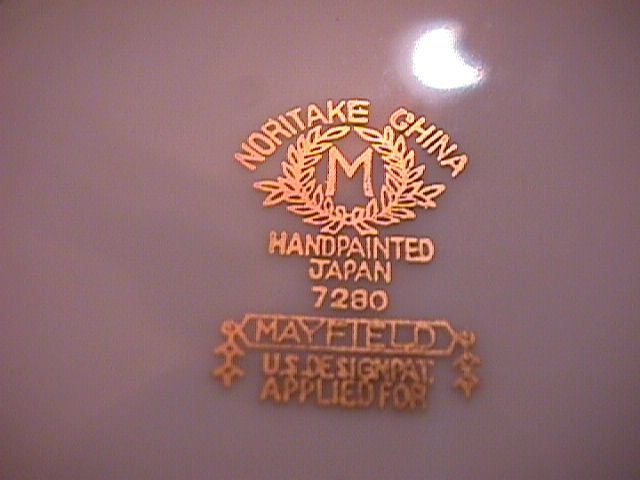 NORITAKE CHINA
M
HANDPAINTED
JAPAN
7280
MAYFIELD
U.S. DESIGN PAT.
APPLIED FOR